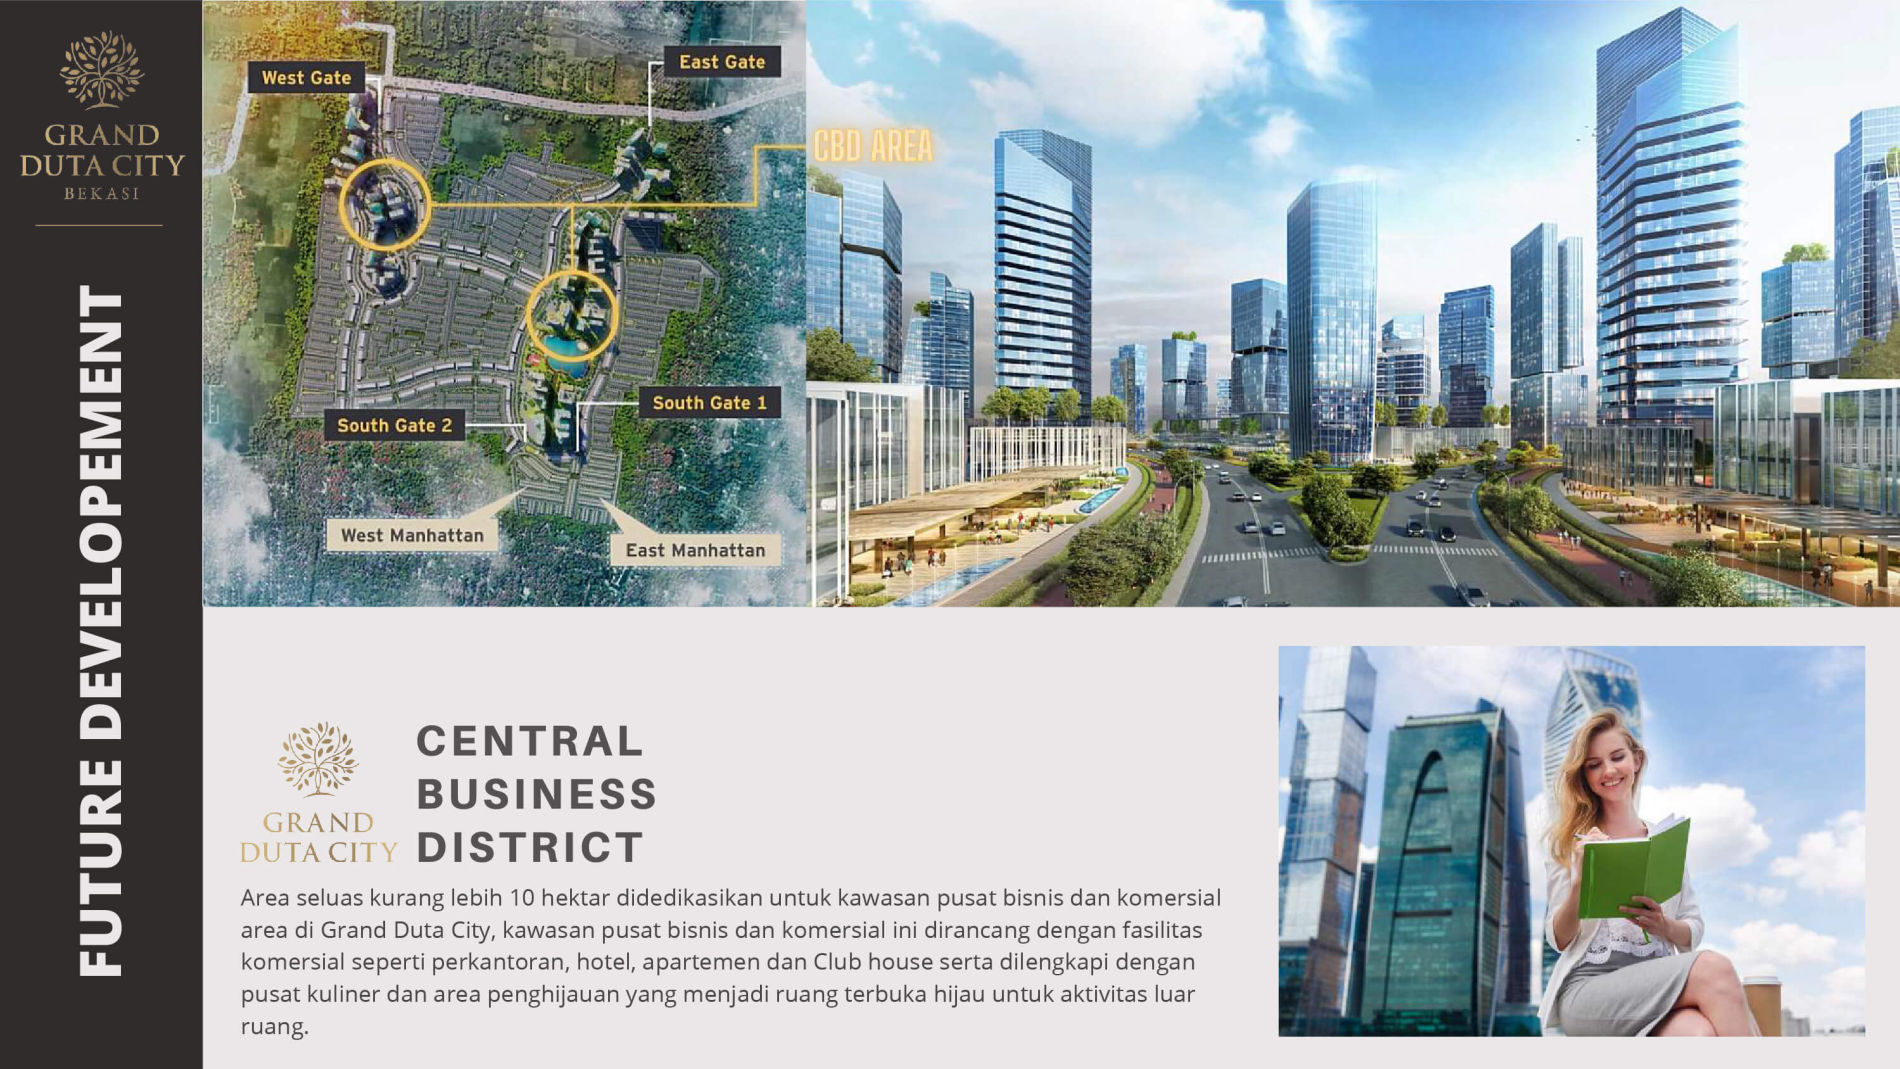 GRAND
DUTA CITY
BEKASI
FUTURE DEVELOPEMENT
West Gate
East Gate
CBD AREA
South Gate 1
South Gate 2
West Manhattan
East Manhattan
GRAND
DUTA CITY
CENTRAL
BUSINESS
DISTRICT
Area seluas kurang lebih 10 hektar didedikasikan untuk kawasan pusat bisnis dan komersial
area di Grand Duta City, kawasan pusat bisnis dan komersial ini dirancang dengan fasilitas
komersial seperti perkantoran, hotel, apartemen dan Club house serta dilengkapi dengan
pusat kuliner dan area penghijauan yang menjadi ruang terbuka hijau untuk aktivitas luar
ruang.